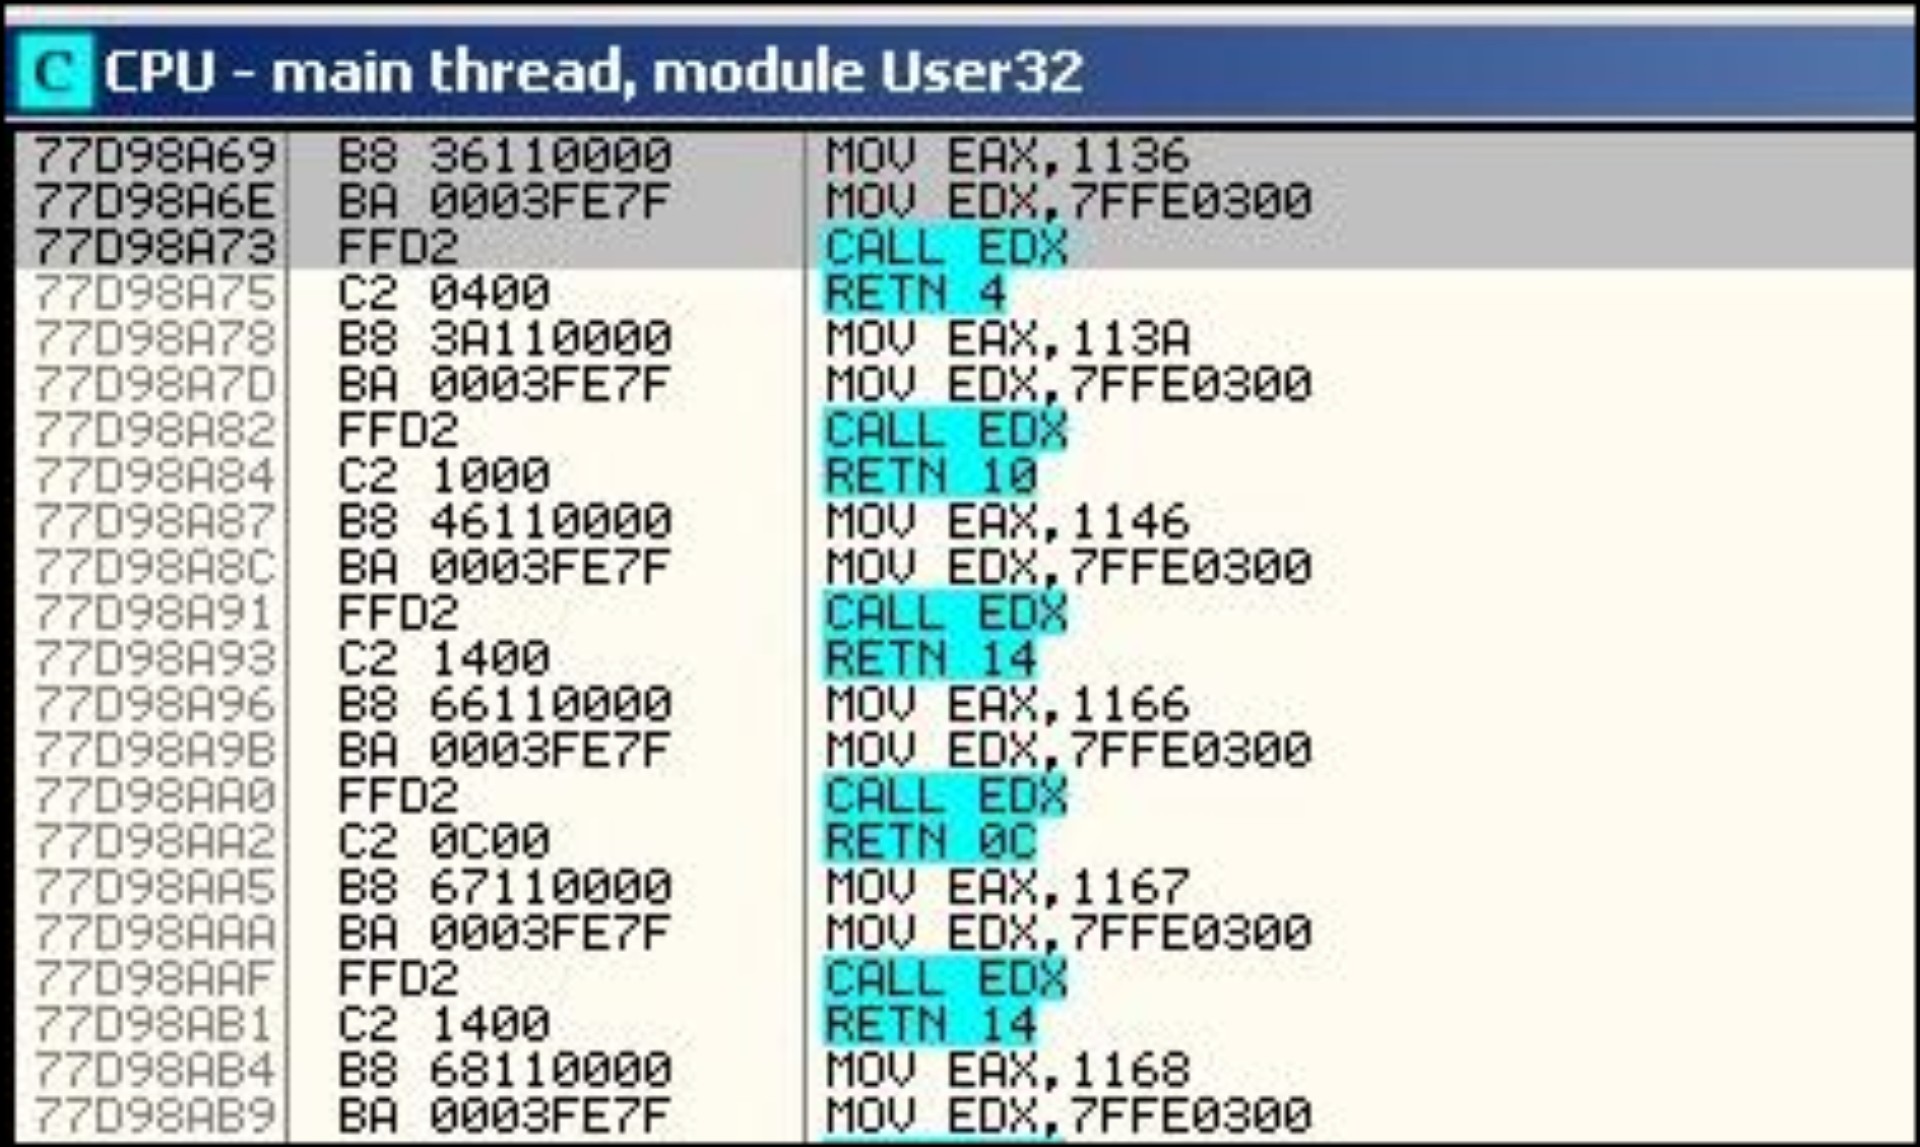 C CPU - main thread, module User32
77D98A69 B8 36110000 MOV EAX,1136
77D98A6E BA 0003FE7F MOV EDX,7FFE0300
77D98A73 FFD2 CALL EDX
77D98A75 C2 0400 RETN 4
77D98A78 B8 3A110000 MOV EAX,113A
77D98A7D BA 0003FE7F MOV EDX,7FFE0300
77D98A82 FFD2 CALL EDX
77D98A84 C2 1000 RETN 10
77D98A87 B8 46110000 MOV EAX,1146
77D98A8C BA 0003FE7F MOV EDX,7FFE0300
77D98A91 FFD2 CALL EDX
77D98A93 C2 1400 RETN 14
77D98A96 B8 66110000 MOV EAX,1166
77D98A9B BA 0003FE7F MOV EDX,7FFE0300
77D98AA0 FFD2 CALL EDX
77D98AA2 C2 0C00 RETN 0C
77D98AA5 B8 67110000 MOV EAX,1167
77D98AAA BA 0003FE7F MOV EDX,7FFE0300
77D98AAF FFD2 CALL EDX
77D98AB1 C2 1400 RETN 14
77D98AB4 B8 68110000 MOV EAX,1168
77D98AB9 BA 0003FE7F MOV EDX,7FFE0300